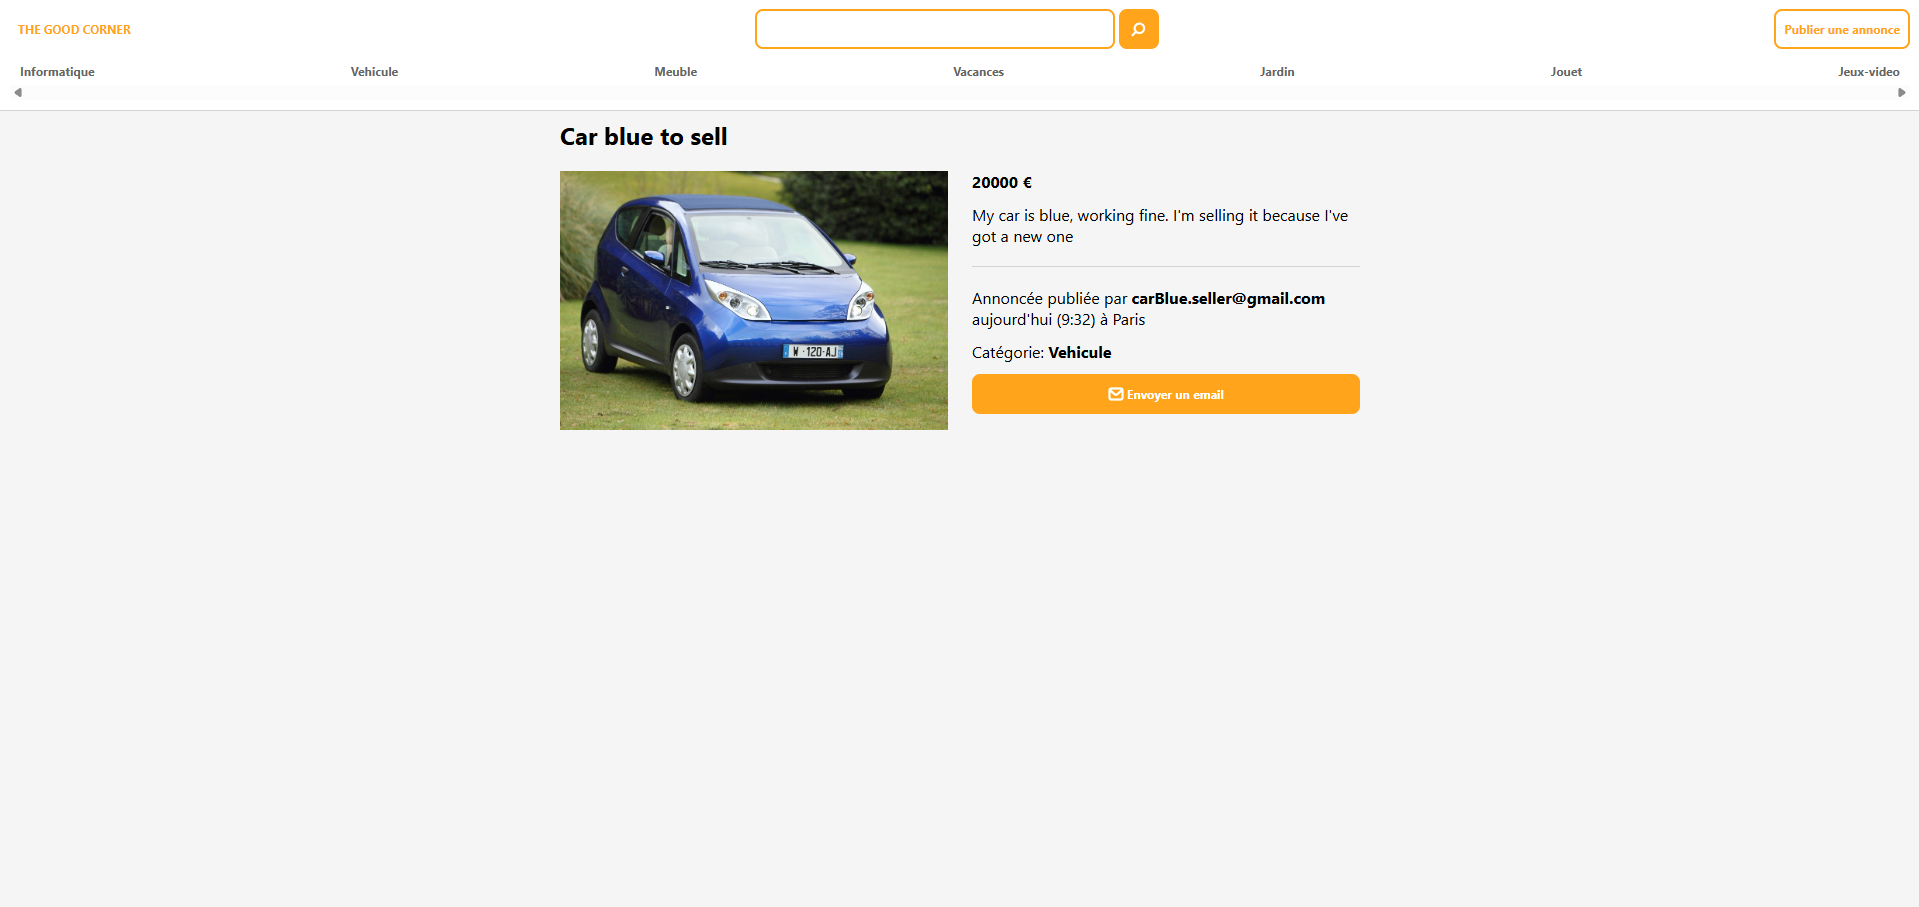 THE GOOD CORNER
Publier une annonce
Informatique
Vehicule
Meuble
Vacances
Jardin
Jouet
Jeux-video
Car blue to sell
20000 €
My car is blue, working fine. I'm selling it because I've
got a new one
W-120-AJ
Annoncée publiée par carBlue.seller@gmail.com
aujourd'hui (9:32) à Paris
Catégorie: Vehicule
Envoyer un email